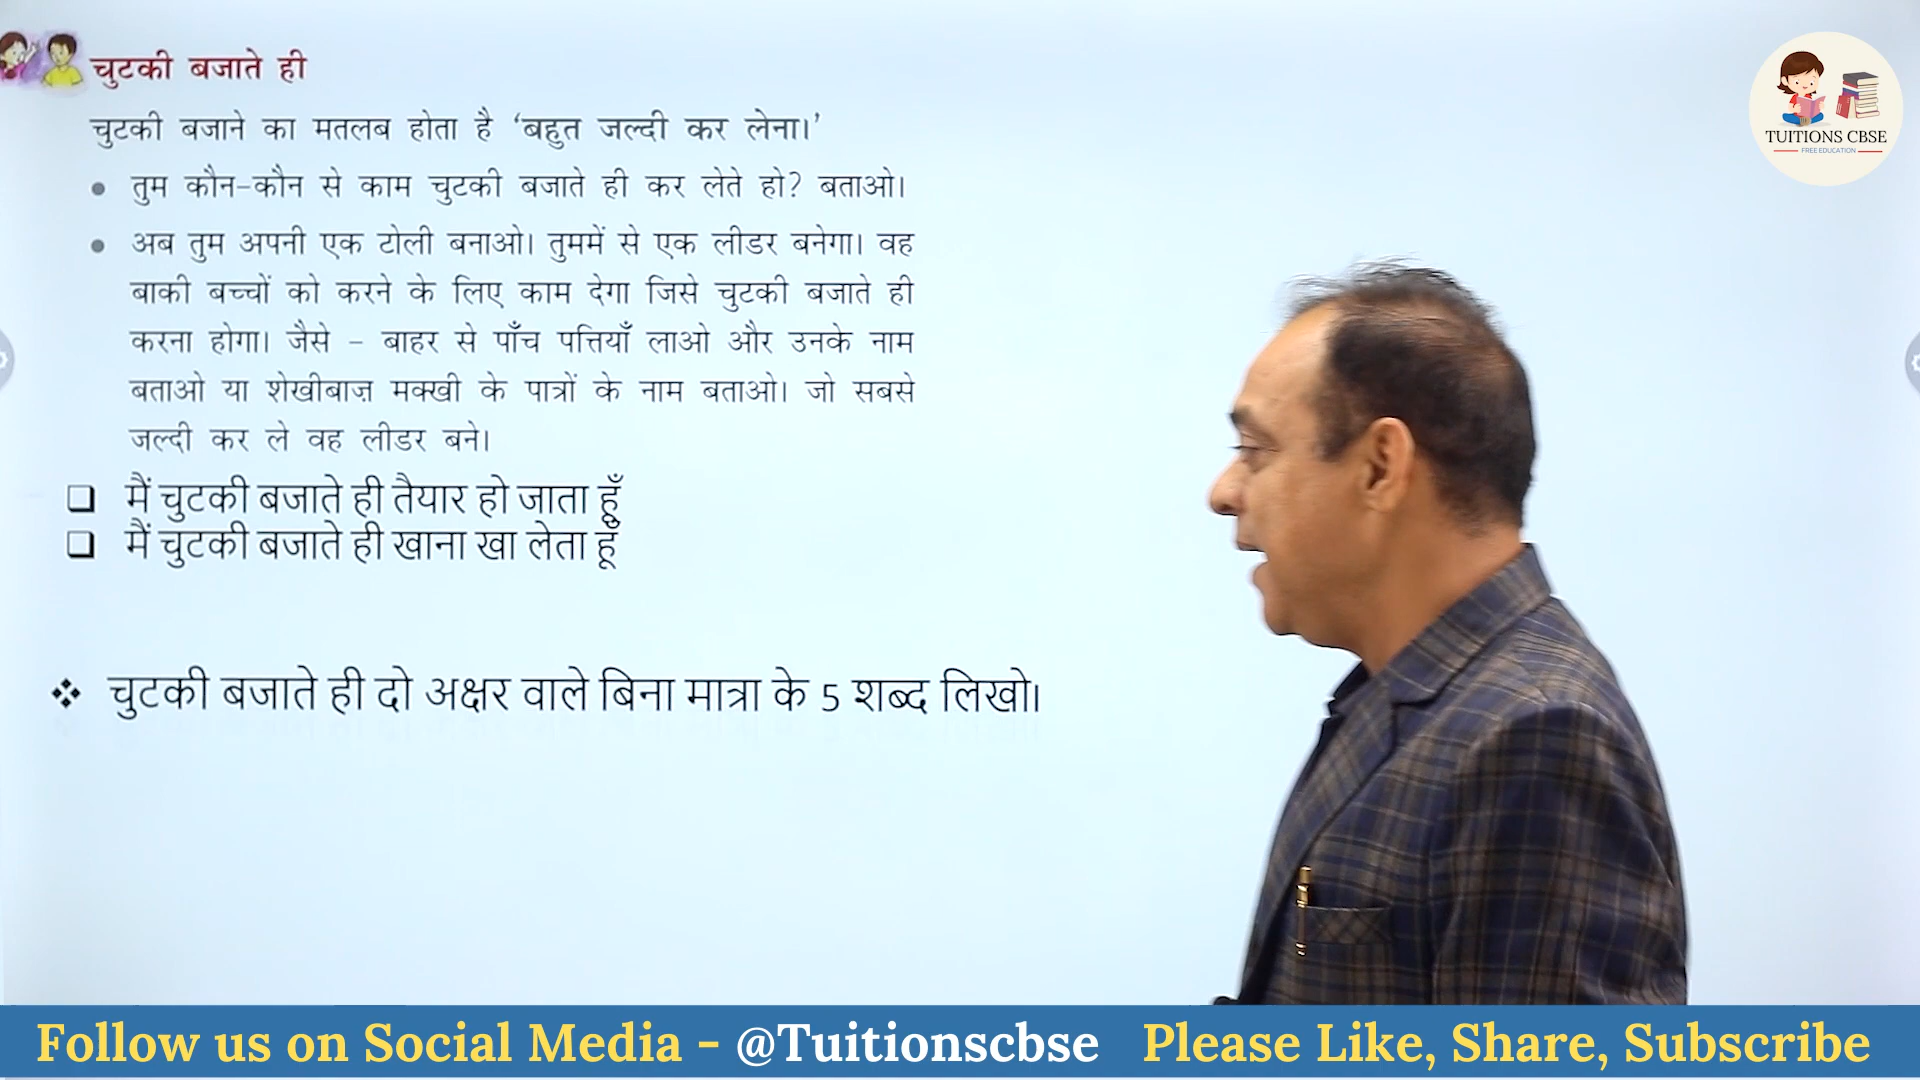 चुटकी बजाते ही
चुटकी बजाने का मतलब होता है ‘बहुत जल्दी कर लेना।’
• तुम कौन-कौन से काम चुटकी बजाते ही कर लेते हो? बताओ।
• अब तुम अपनी एक टोली बनाओ। तुममें से एक लीडर बनेगा। वह
बाकी बच्चों को करने के लिए काम देगा जिसे चुटकी बजाते ही
करना होगा। जैसे – बाहर से पाँच पत्तियाँ लाओ और उनके नाम
बताओ या शेखीबाज़ मक्खी के पात्रों के नाम बताओ। जो सबसे
जल्दी कर ले वह लीडर बने।
❑ मैं चुटकी बजाते ही तैयार हो जाता हूँ
❑ मैं चुटकी बजाते ही खाना खा लेता हूँ
❖ चुटकी बजाते ही दो अक्षर वाले बिना मात्रा के 5 शब्द लिखो।
TUITIONS CBSE
FREE EDUCATION
Follow us on Social Media - @Tuitionscbse Please Like, Share, Subscribe